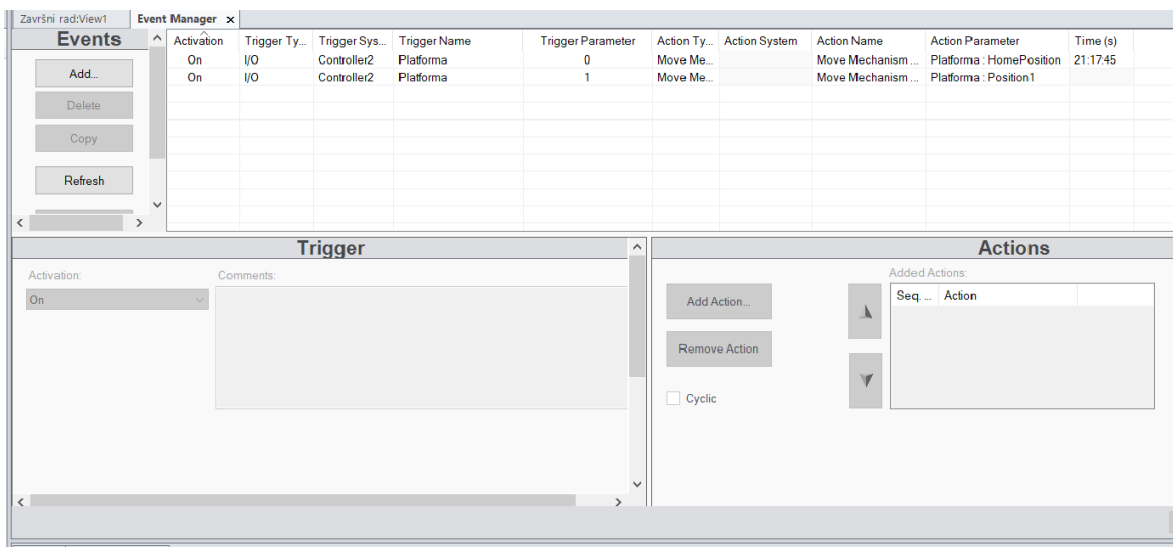 Završni rad:View1 Event Manager x
Events
Add...
Delete
Copy
Refresh
Activation Trigger Ty... Trigger Sys... Trigger Name Trigger Parameter Action Ty... Action System Action Name Action Parameter Time (s)
On I/O Controller2 Platforma 0 Move Me... Move Mechanism ... Platforma : HomePosition 21:17:45
On I/O Controller2 Platforma 1 Move Me... Move Mechanism ... Platforma : Position1
Trigger
Activation: Comments:
On
Actions
Added Actions:
Add Action... Seq. ... Action
Remove Action
Cyclic